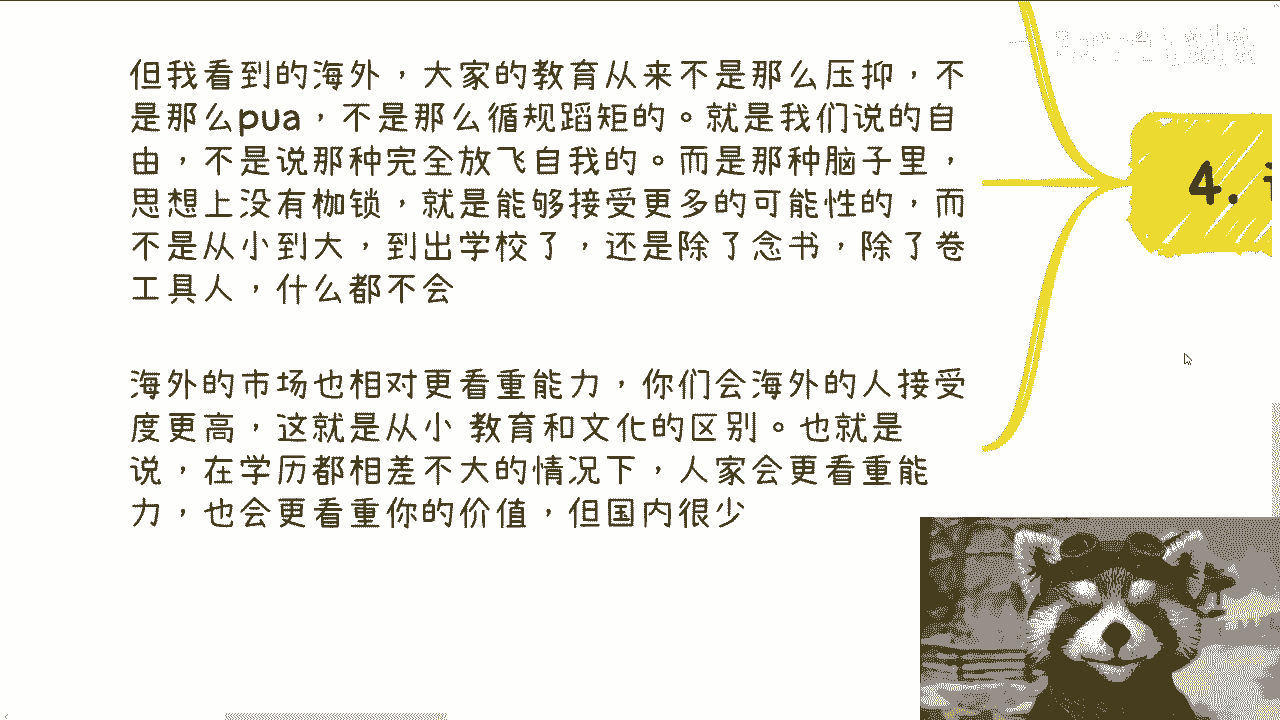 但我看到的海外，大家的教育从来不是那么压抑，不
是那么pua，不是那么循规蹈矩的。就是我们说的自
由，不是说那种完全放飞自我的。而是那种脑子里，
思想上没有枷锁，就是能够接受更多的可能性的，而
不是从小到大，到出学校了，还是除了念书，除了卷
工具人，什么都不会
海外的市场也相对更看重能力，你们会海外的人接受
度更高，这就是从小 教育和文化的区别。也就是
说，在学历都相差不大的情况下，人家会更看重能
力，也会更看重你的价值，但国内很少
4.